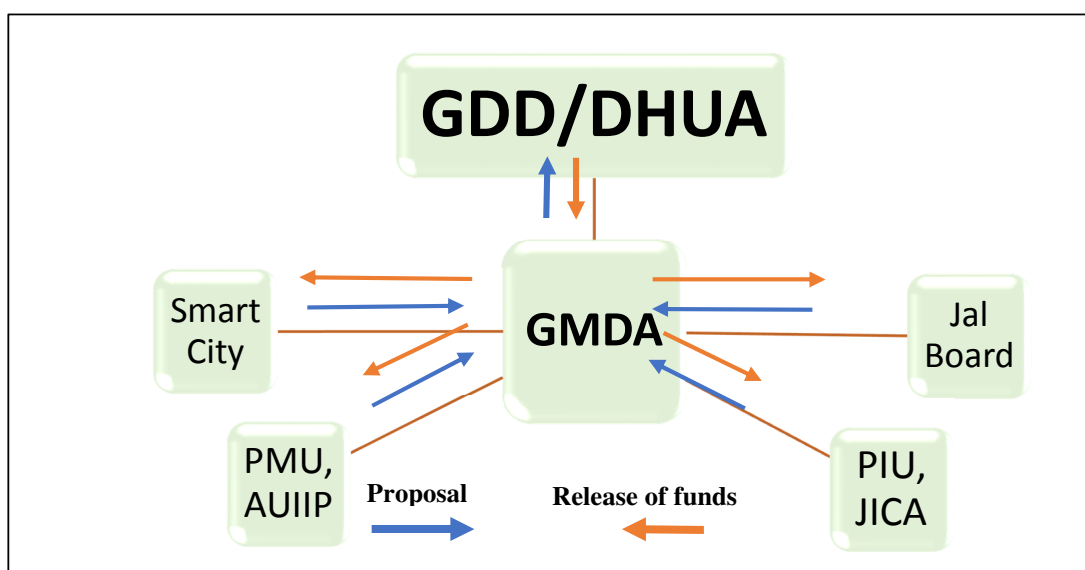 GDD/DHUA
Smart
City
GMDA
Jal
Board
PMU,
AUIIP
PIU,
JICA
Proposal
Release of funds